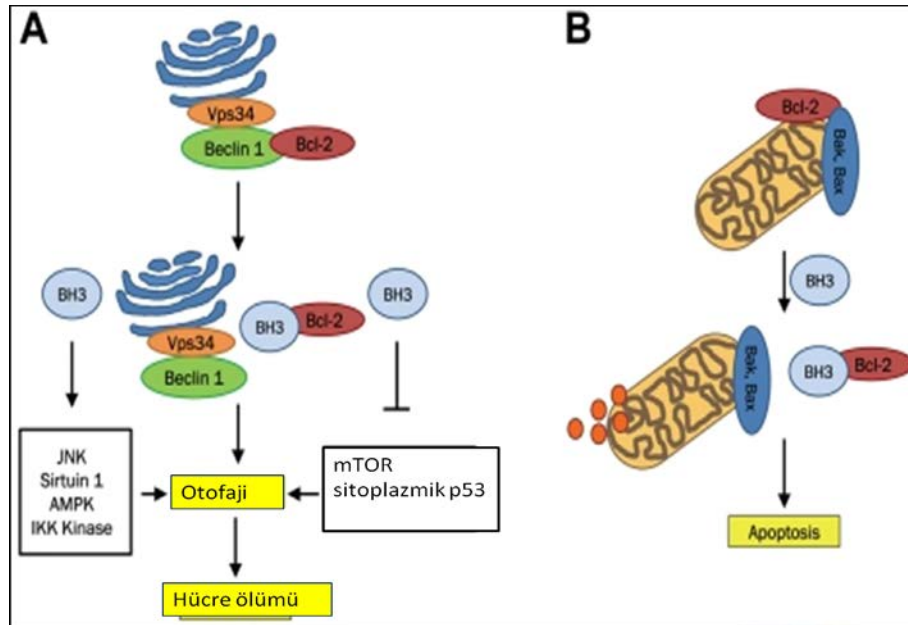 A
Vps34
Beclin 1
Bcl-2
BH3
Vps34
Beclin 1
BH3
Bcl-2
BH3
JNK
Sirtuin 1
AMPK
IKK Kinase
Otofaji
mTOR
sitoplazmik p53
Hücre ölümü
B
Bcl-2
Bak, Bax
BH3
Bak, Bax
BH3
Bcl-2
Apoptosis